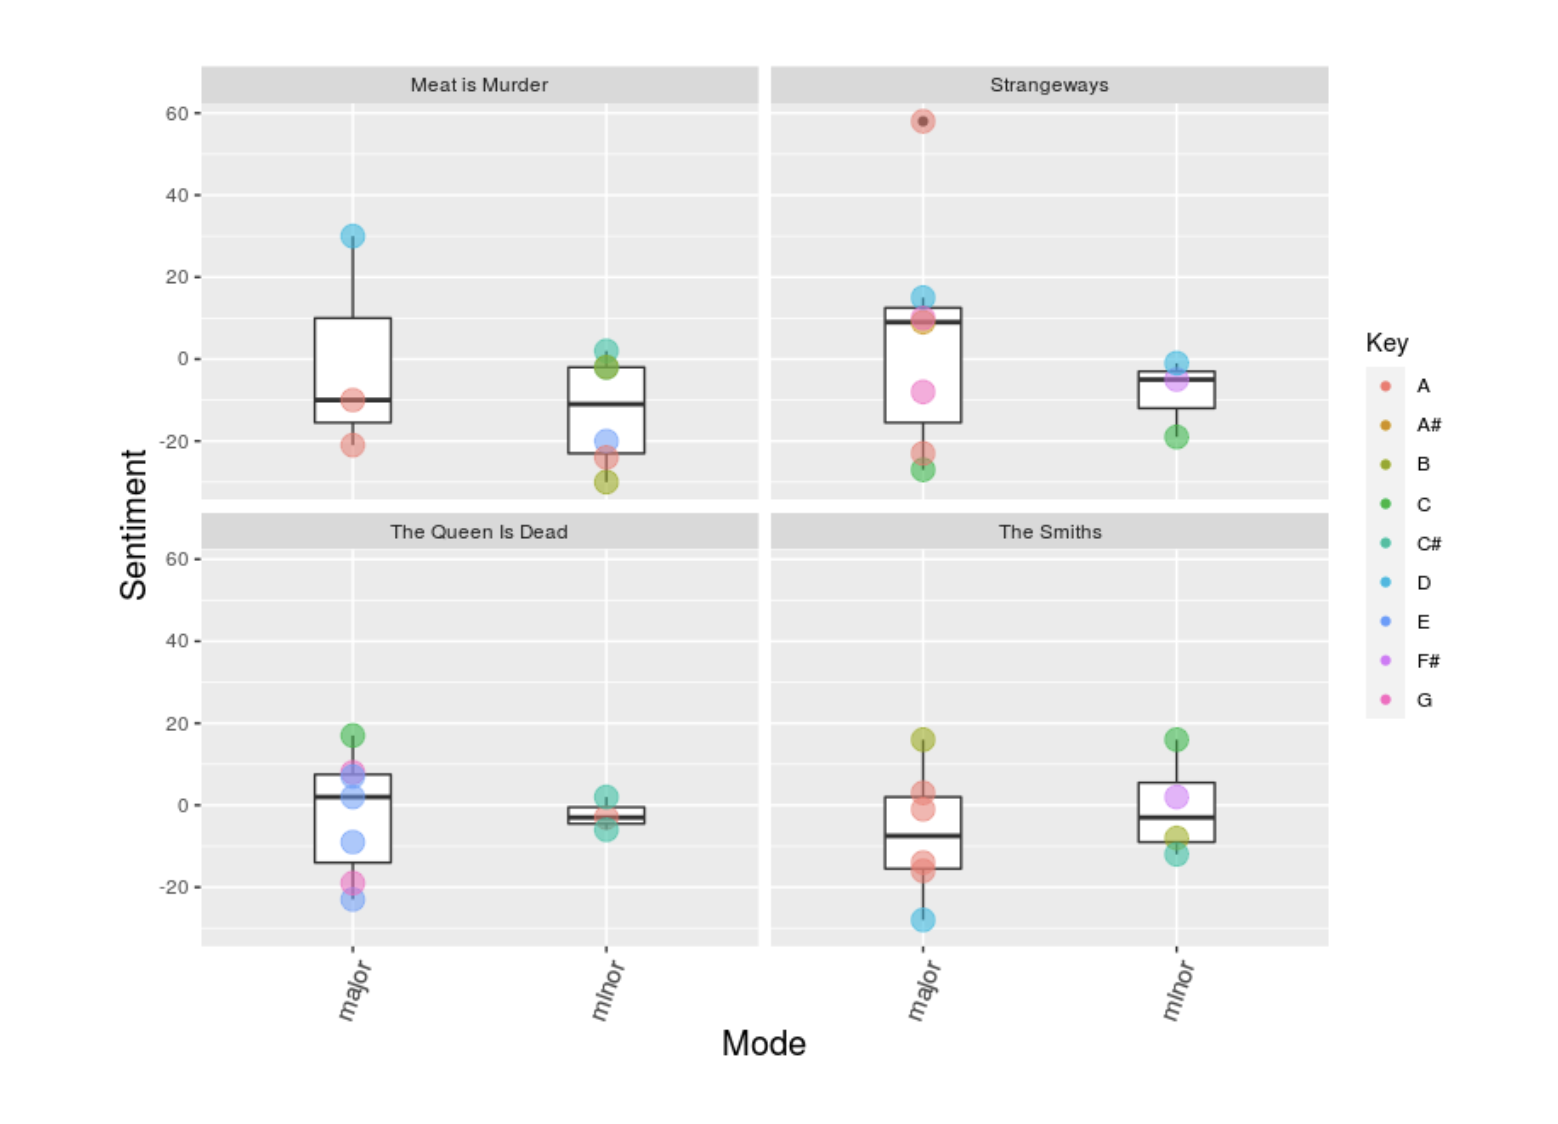 Meat is Murder
Strangeways
60
40
20
0
-20
The Queen Is Dead
The Smiths
60
40
20
0
-20
major
minor
major
minor
Mode
Sentiment
Key
A
A#
B
C
C#
D
E
F#
G